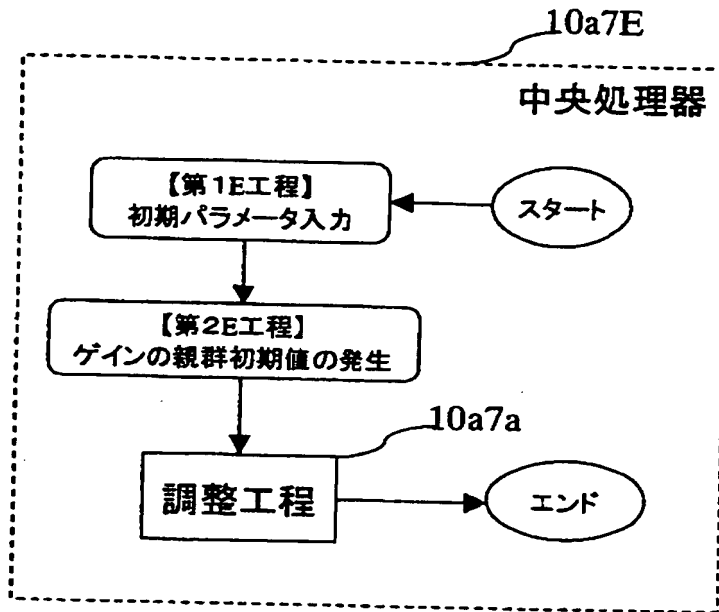 10a7E
中央処理器
【第1E工程】
初期パラメータ入力
スタート
【第2E工程】
ゲインの親群初期値の発生
10a7a
調整工程
エンド